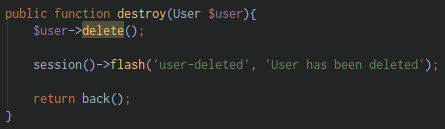 public function destroy(User $user){
    $user->delete();
    session()->flash('user-deleted', 'User has been deleted');
    return back();
}